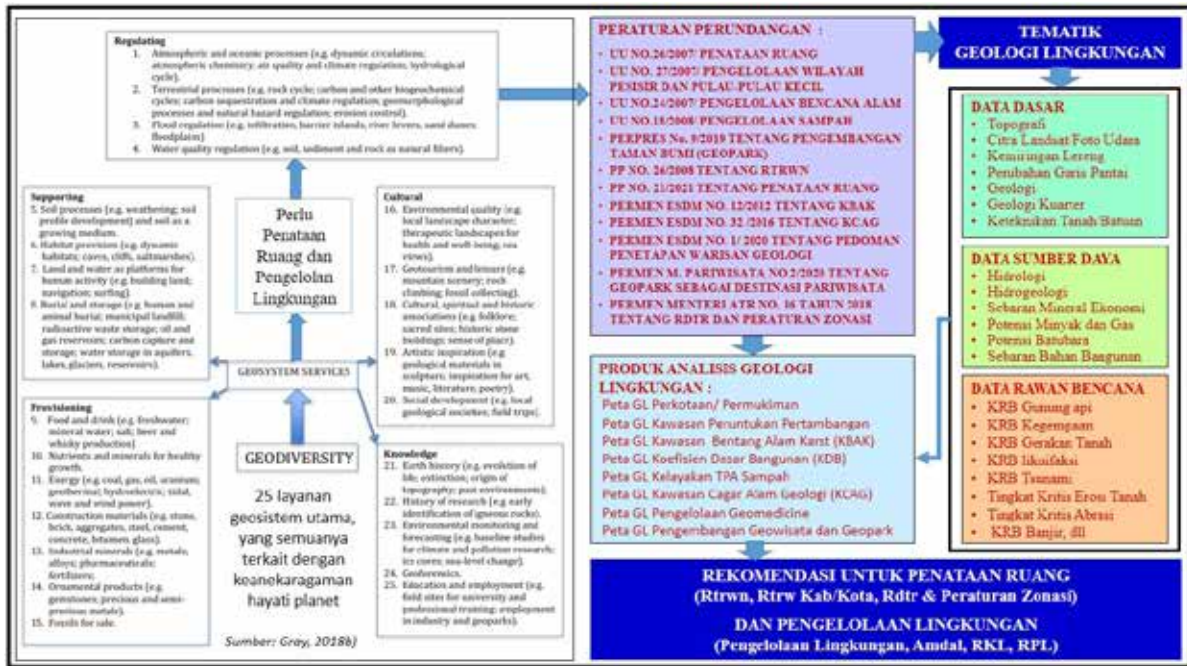 Regulating
1. Atmospheric and oceanic processes (e.g. dynamic circulations;
atmospheric chemistry; air quality and climate regulation; hydrological
cycle).
2. Terrestrial processes (e.g. rock cycle; carbon and other biogeochemical
cycles; carbon sequestration and climate regulation; geomorphological
processes and natural hazard regulation; erosion control).
3. Flood regulation (e.g. infiltration, barrier islands, river levees, sand dunes;
floodplains)
4. Water quality regulation (e.g. soil, sediment and rock as natural filters).
Supporting
5. Soil processes (e.g. weathering; soil
profile development) and soil as a
growing medium.
6. Habitat provision (e.g. dynamic
habitats; caves, cliffs, saltmarshes).
7. Land and water as platforms for
human activity (e.g. building land;
navigation; surfing).
8. Burial and storage (e.g. human and
animal burial; municipal landfill;
radioactive waste storage; oil and
gas reservoirs; carbon capture and
storage; water storage in aquifers,
lakes, glaciers, reservoirs).
Perlu
Penataan
Ruang dan
Pengelolan
Lingkungan
Cultural
16. Environmental quality (e.g.
local landscape character;
therapeutic landscapes for
health and well-being; sea
views).
17. Geotourism and leisure (e.g.
mountain scenery; rock
climbing; fossil collecting).
18. Cultural, spiritual and historic
associations (e.g. folklore;
sacred sites; historic stone
buildings; sense of place).
19. Artistic inspiration (e.g.
geological materials in
sculpture; inspiration for art,
music, literature, poetry).
20. Social development (e.g. local
geological societies; field trips).
GEOSYSTEM SERVICES
Provisioning
9. Food and drink (e.g. freshwater;
mineral water; salt; beer and
whisky production)
10. Nutrients and minerals for healthy
growth.
11. Energy (e.g. coal, gas, oil, uranium;
geothermal; hydroelectric; tidal,
wave and wind power).
12. Construction materials (e.g. stone,
brick, aggregates, steel, cement,
concrete, bitumen, glass).
13. Industrial minerals (e.g. metals,
alloys; pharmaceuticals;
fertilizers;
14. Ornamental products (e.g.
gemstones; precious and semi-
precious metals).
15. Fossils for sale.
GEODIVERSITY
25 layanan
geosistem utama,
yang semuanya
terkait dengan
keanekaragaman
hayati planet
Sumber: Gray, 2018b)
Knowledge
21. Earth history (e.g. evolution of
life; extinction; origin of
topography; past environments).
22. History of research (e.g. early
identification of igneous rocks).
23. Environmental monitoring and
forecasting (e.g. baseline studies
for climate and pollution research;
ice cores; sea-level change).
24. Geoforensics.
25. Education and employment (e.g.
field sites for university and
professional training; employment
in industry and geoparks).
PERATURAN PERUNDANGAN :
• UU NO.26/2007/ PENATAAN RUANG
• UU NO. 27/2007/ PENGELOLAAN WILAYAH
PESISIR DAN PULAU-PULAU KECIL
• UU NO.24/2007/ PENGELOLAAN BENCANA ALAM
• UU NO.18/2008/ PENGELOLAAN SAMPAH
• PERPRES No. 9/2019 TENTANG PENGEMBANGAN
TAMAN BUMI (GEOPARK)
• PP NO. 26/2008 TENTANG RTRWN
• PP NO. 21/2021 TENTANG PENATAAN RUANG
• PERMEN ESDM NO. 12/2012 TENTANG KBAK
• PERMEN ESDM NO. 32 /2016 TENTANG KCAG
• PERMEN ESDM NO. 1/ 2020 TENTANG PEDOMAN
PENETAPAN WARISAN GEOLOGI
• PERMEN M. PARIWISATA NO 2/2020 TENTANG
GEOPARK SEBAGAI DESTINASI PARIWISATA
• PERMEN MENTERI ATR NO. 16 TAHUN 2018
TENTANG RDTR DAN PERATURAN ZONASI
PRODUK ANALISIS GEOLOGI
LINGKUNGAN :
Peta GL Perkotaan/ Permukiman
Peta GL Kawasan Peruntukan Pertambangan
Peta GL Kawasan Bentang Alam Karst (KBAK)
Peta GL Koefisien Dasar Bangunan (KDB)
Peta GL Kelayakan TPA Sampah
Peta GL Kawasan Cagar Alam Geologi (KCAG)
Peta GL Pengelolaan Geomedicine
Peta GL Pengembangan Geowisata dan Geopark
TEMATIK
GEOLOGI LINGKUNGAN
DATA DASAR
• Topografi
• Citra Landsat Foto Udara
• Kemiringan Lereng
• Perubahan Garis Pantai
• Geologi
• Geologi Kuarter
• Keteknikan Tanah/Batuan
DATA SUMBER DAYA
• Hidrologi
• Hidrogeologi
• Sebaran Mineral Ekonomi
• Potensi Minyak dan Gas
• Potensi Batubara
• Sebaran Bahan Bangunan
DATA RAWAN BENCANA
• KRB Gunung api
• KRB Kegempaan
• KRB Gerakan Tanah
• KRB likuifaksi
• KRB Tsunami
• Tingkat Kritis Erosi Tanah
• Tingkat Kritis Abrasi
• KRB Banjir, dll
REKOMENDASI UNTUK PENATAAN RUANG
(Rtrwn, Rtrw Kab/Kota, Rdtr & Peraturan Zonasi)
DAN PENGELOLAAN LINGKUNGAN
(Pengelolaan Lingkungan, Amdal, RKL, RPL)